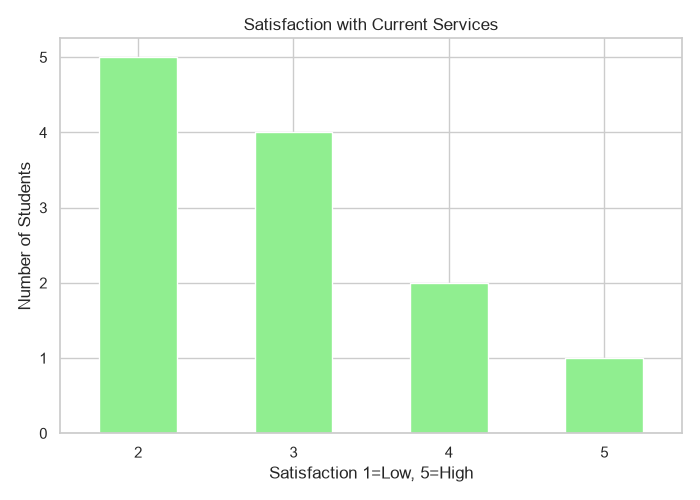 Satisfaction with Current Services
5
4
3
2
1
0
Number of Students
2 3 4 5
Satisfaction 1=Low, 5=High